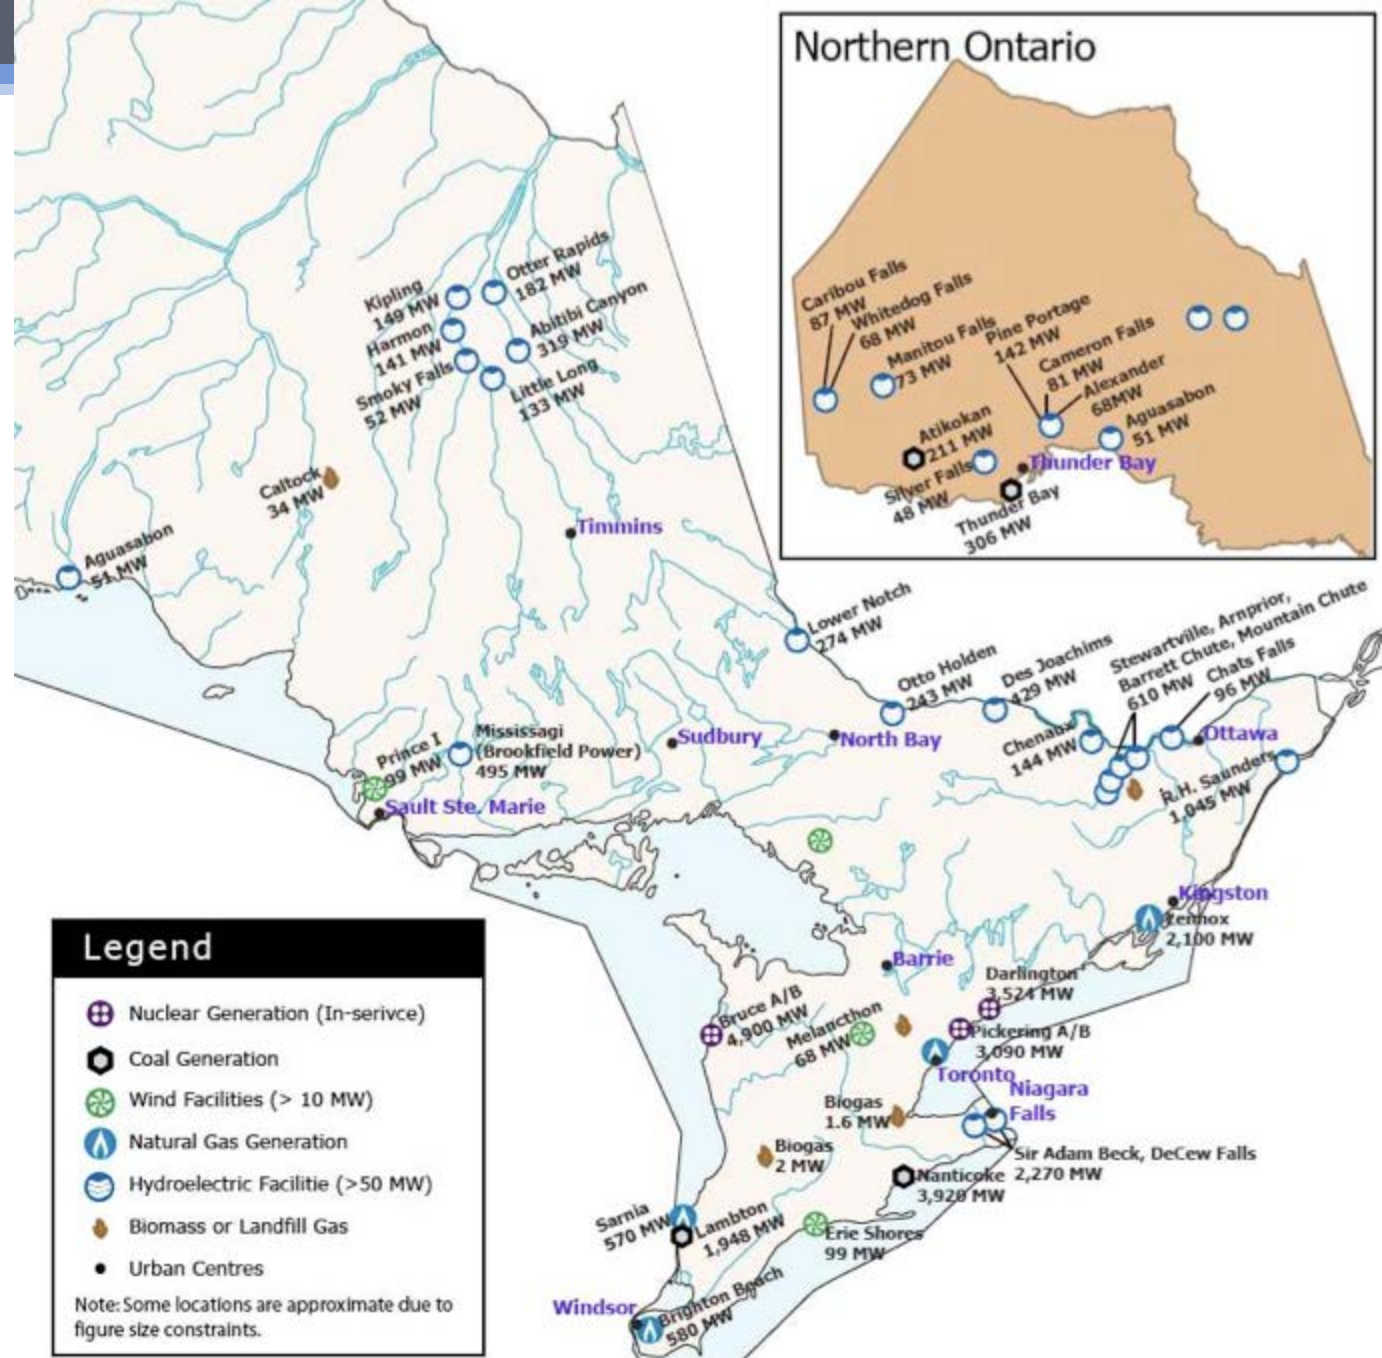 Northern Ontario
Caribou Falls
87 MW
Whitedog Falls
68 MW
Manitou Falls
73 MW
Pine Portage
142 MW
Cameron Falls
81 MW
Alexander
68MW
Aguasabon
51 MW
Atikokan
211 MW
Silver Falls
48 MW
Thunder Bay
Thunder Bay
306 MW
Otter Rapids
182 MW
Kipling
149 MW
Abitibi Canyon
319 MW
Harmon
141 MW
Smoky Falls
52 MW
Little Long
133 MW
Caltock
34 MW
Timmins
Aguasabon
51 MW
Lower Notch
274 MW
Otto Holden
243 MW
Des Joachims
429 MW
Stewartville, Arnprior,
Barrett Chute, Mountain Chute
610 MW
Chats Falls
96 MW
Chenaux
144 MW
Ottawa
R.H. Saunders
1,045 MW
Prince I
99 MW
Mississagi
(Brookfield Power)
495 MW
Sudbury
North Bay
Sault Ste. Marie
Kingston
Lennox
2,100 MW
Barrie
Darlington
3,524 MW
Bruce A/B
4,900 MW
Melancthon
68 MW
Pickering A/B
3,090 MW
Toronto
Niagara
Falls
Biogas
1.6 MW
Biogas
2 MW
Sir Adam Beck, DeCew Falls
2,270 MW
Nanticoke
3,920 MW
Sarnia
570 MW
Lambton
1,948 MW
Erie Shores
99 MW
Windsor
Brighton Beach
580 MW
Legend
Nuclear Generation (In-serivce)
Coal Generation
Wind Facilities (> 10 MW)
Natural Gas Generation
Hydroelectric Facilitie (>50 MW)
Biomass or Landfill Gas
Urban Centres
Note: Some locations are approximate due to
figure size constraints.